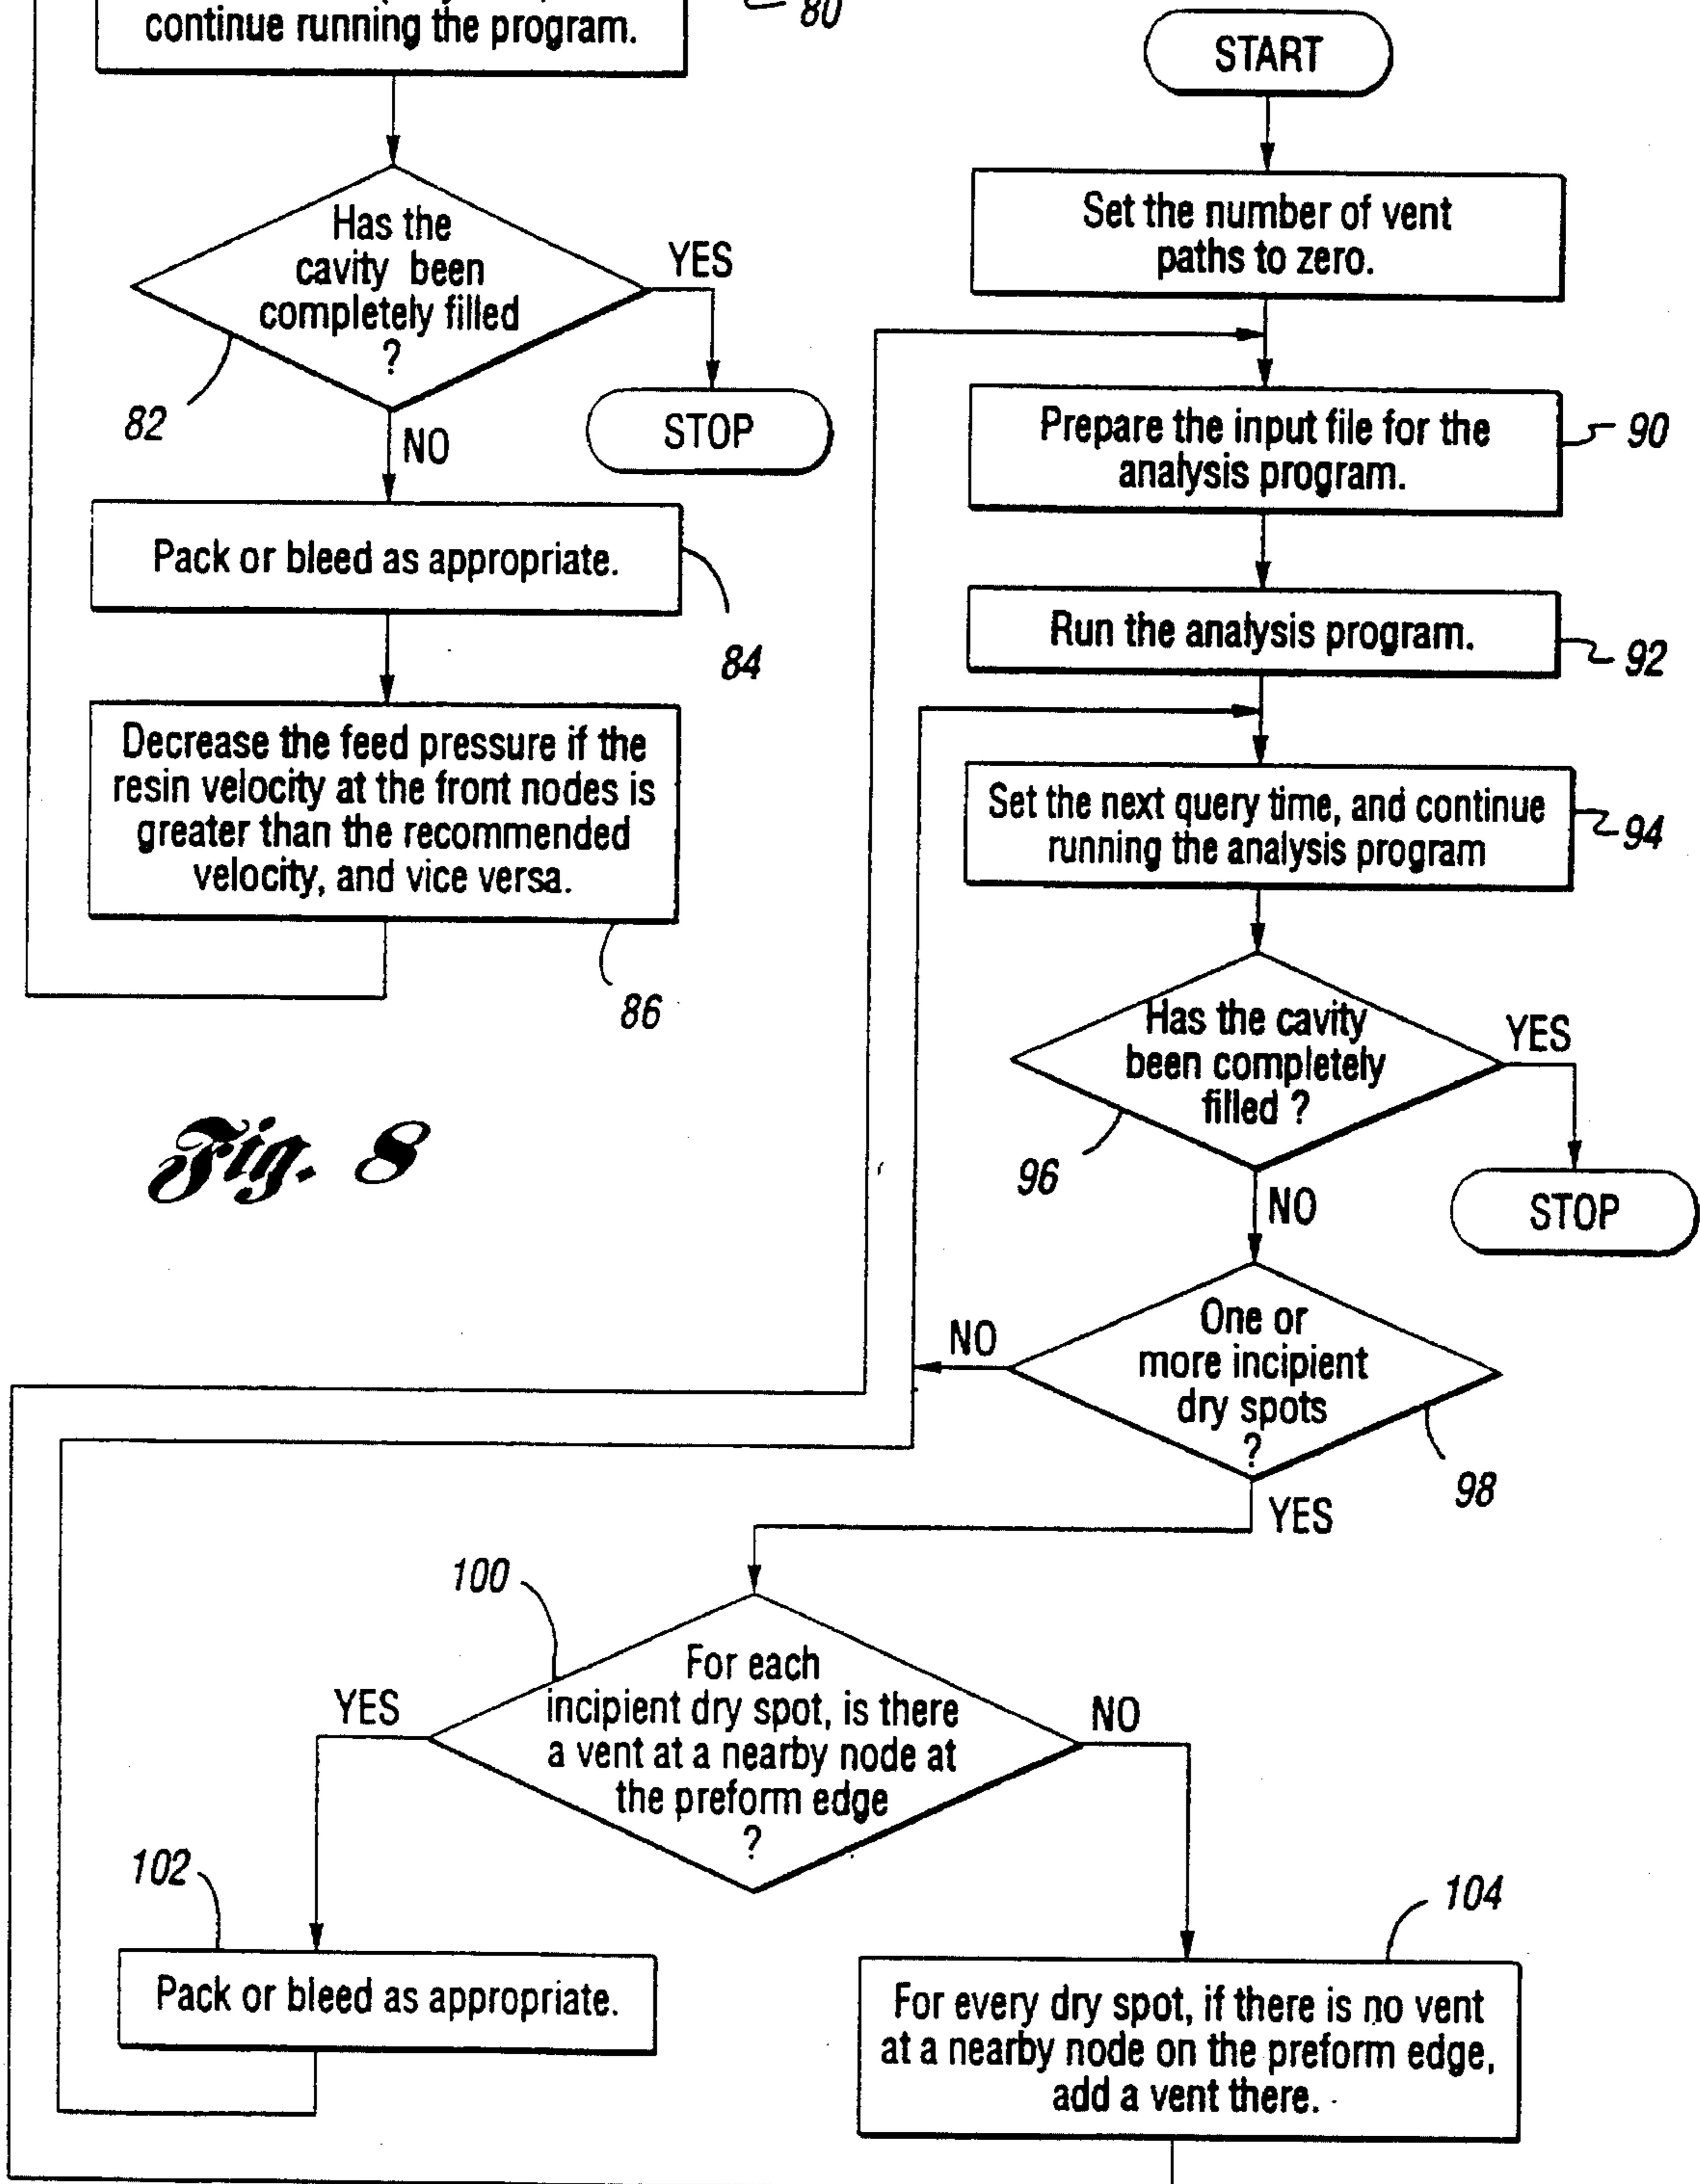 continue running the program.
80
Has the
cavity been
completely filled
?
YES
82
STOP
NO
Pack or bleed as appropriate.
84
Decrease the feed pressure if the
resin velocity at the front nodes is
greater than the recommended
velocity, and vice versa.
86
Fig. 8
START
Set the number of vent
paths to zero.
Prepare the input file for the
analysis program.
90
Run the analysis program.
92
Set the next query time, and continue
running the analysis program
94
Has the cavity
been completely
filled ?
YES
96
STOP
NO
One or
more incipient
dry spots
?
NO
98
YES
100
For each
incipient dry spot, is there
a vent at a nearby node at
the preform edge
?
YES
NO
102
Pack or bleed as appropriate.
104
For every dry spot, if there is no vent
at a nearby node on the preform edge,
add a vent there.